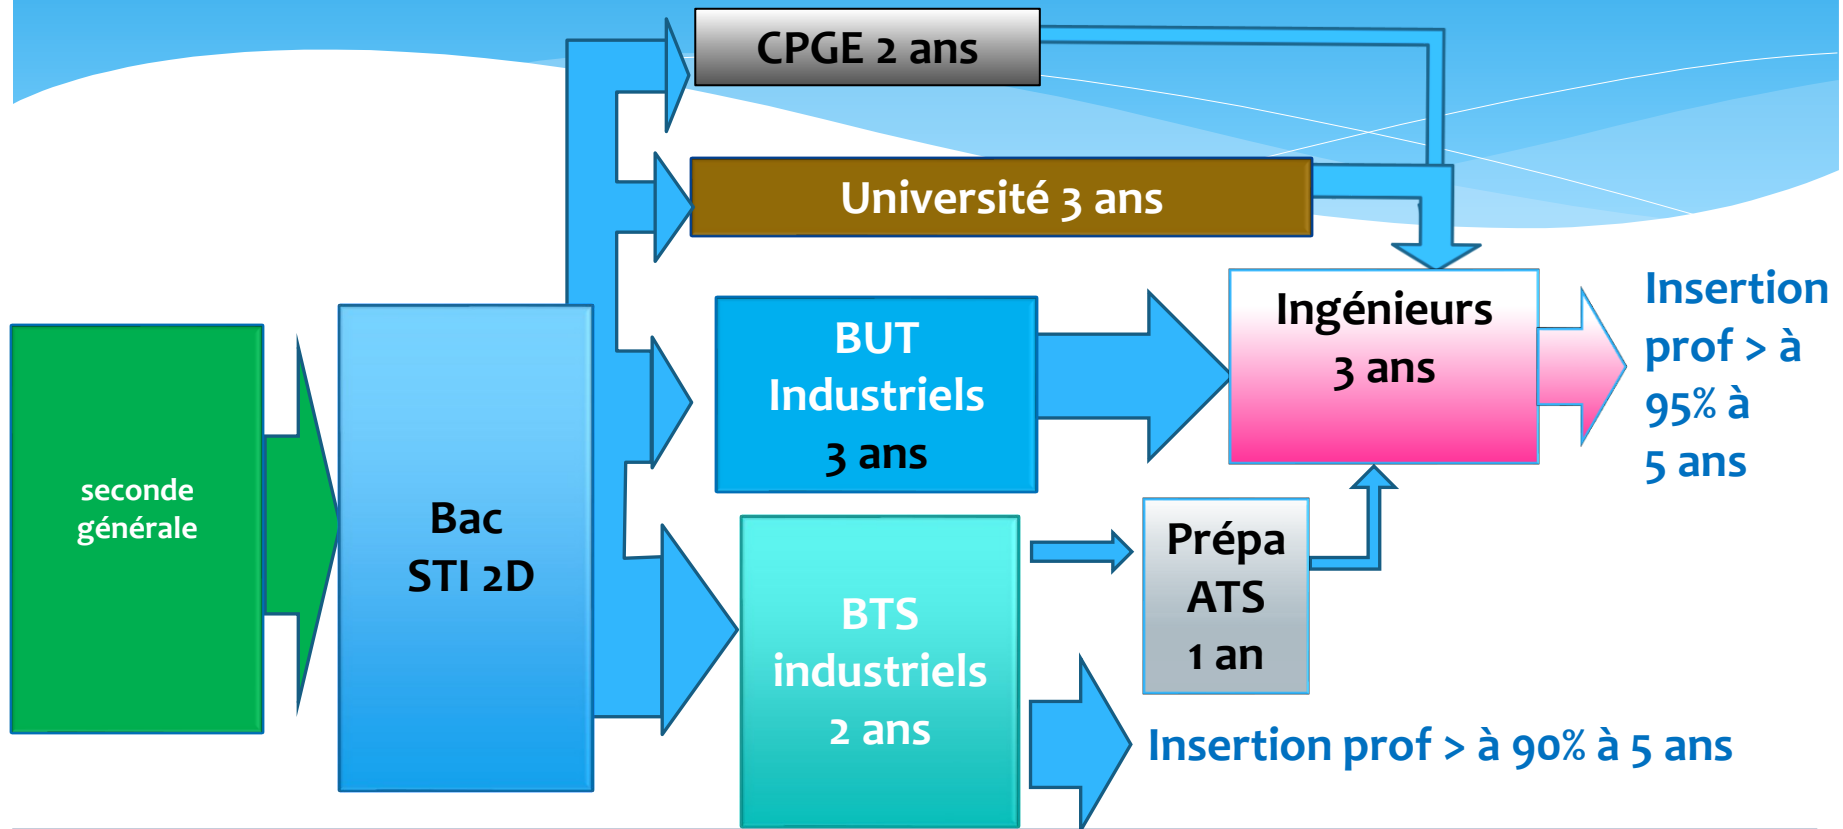 CPGE 2 ans
Université 3 ans
seconde
générale
Bac
STI 2D
BUT
Industriels
3 ans
BTS
industriels
2 ans
Prépa
ATS
1 an
Ingénieurs
3 ans
Insertion
prof > à
95% à
5 ans
Insertion prof > à 90% à 5 ans